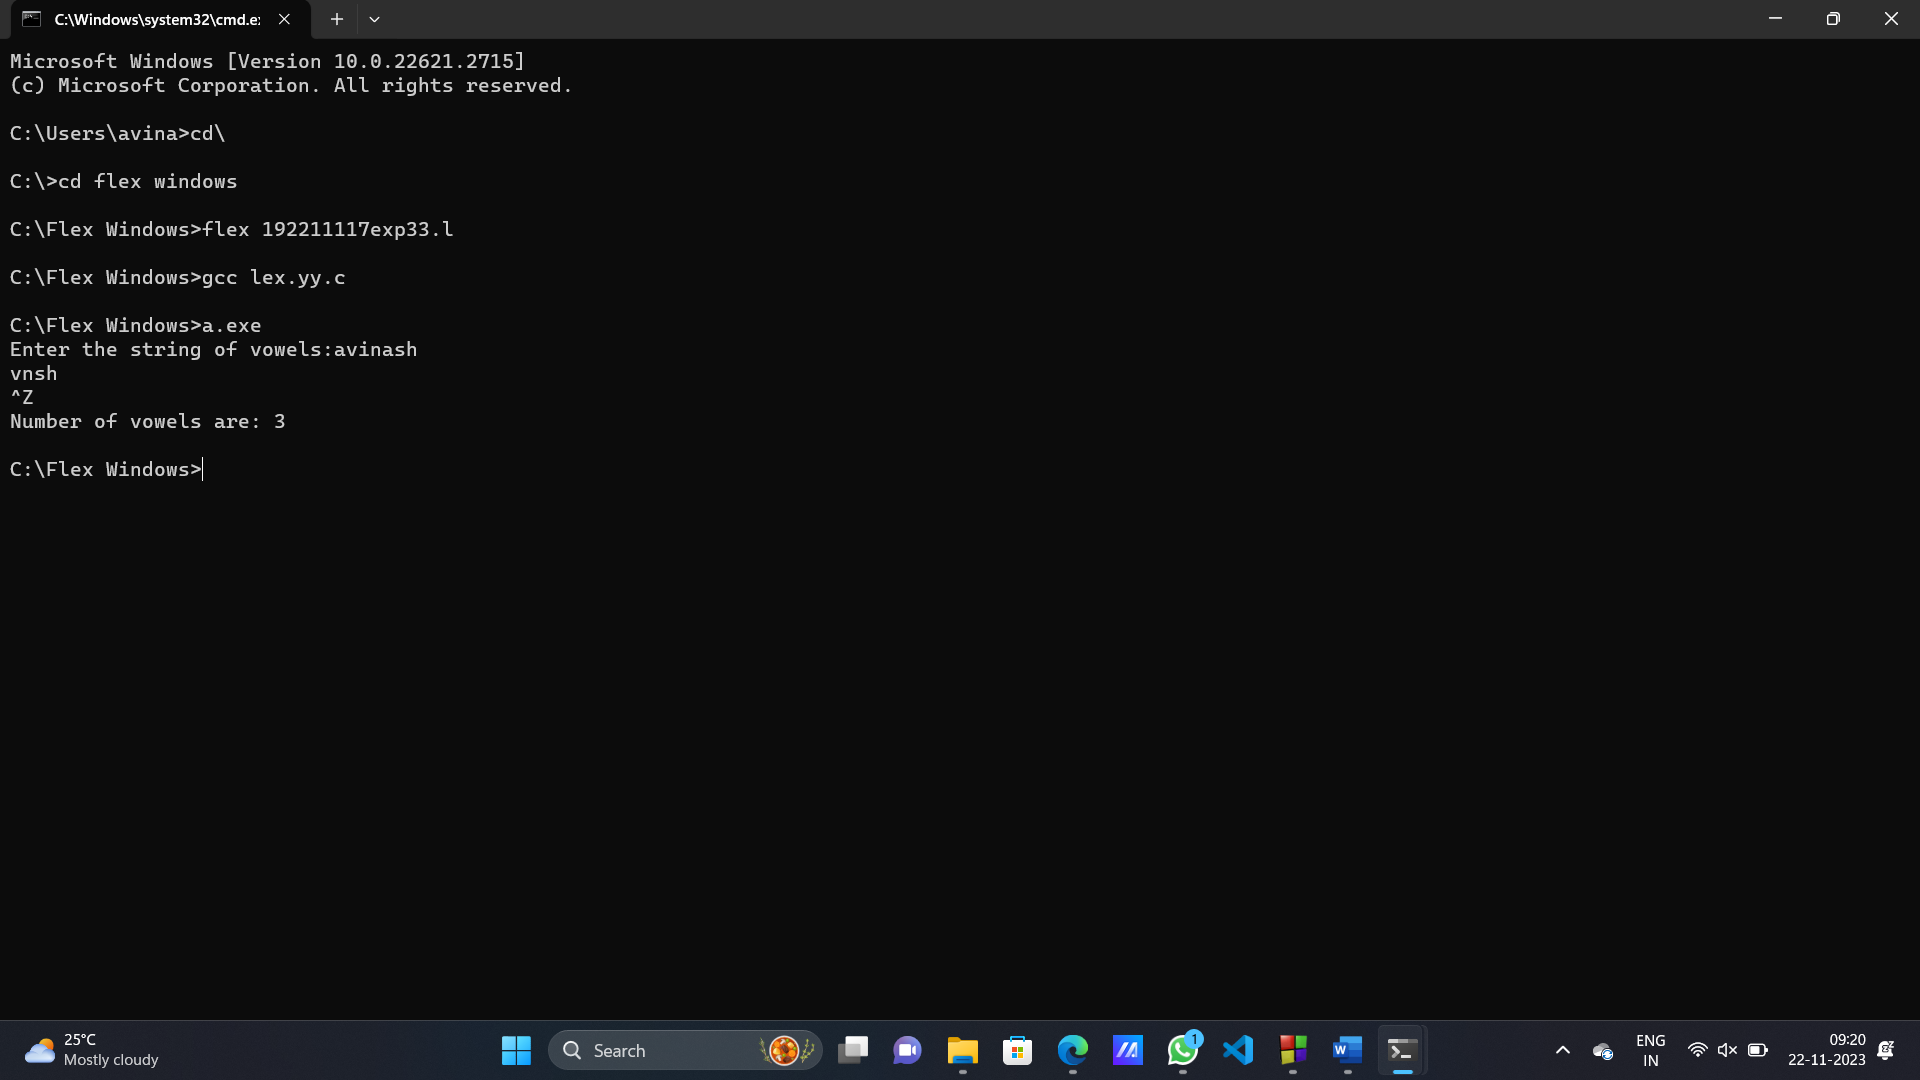 C:\Windows\system32\cmd.e
Microsoft Windows [Version 10.0.22621.2715]
(c) Microsoft Corporation. All rights reserved.
C:\Users\avina>cd\
C:\>cd flex windows
C:\Flex Windows>flex 192211117exp33.l
C:\Flex Windows>gcc lex.yy.c
C:\Flex Windows>a.exe
Enter the string of vowels:avinash
vnsh
^Z
Number of vowels are: 3
C:\Flex Windows>
25°C
Mostly cloudy
Search
1
W
ENG
IN
09:20
22-11-2023